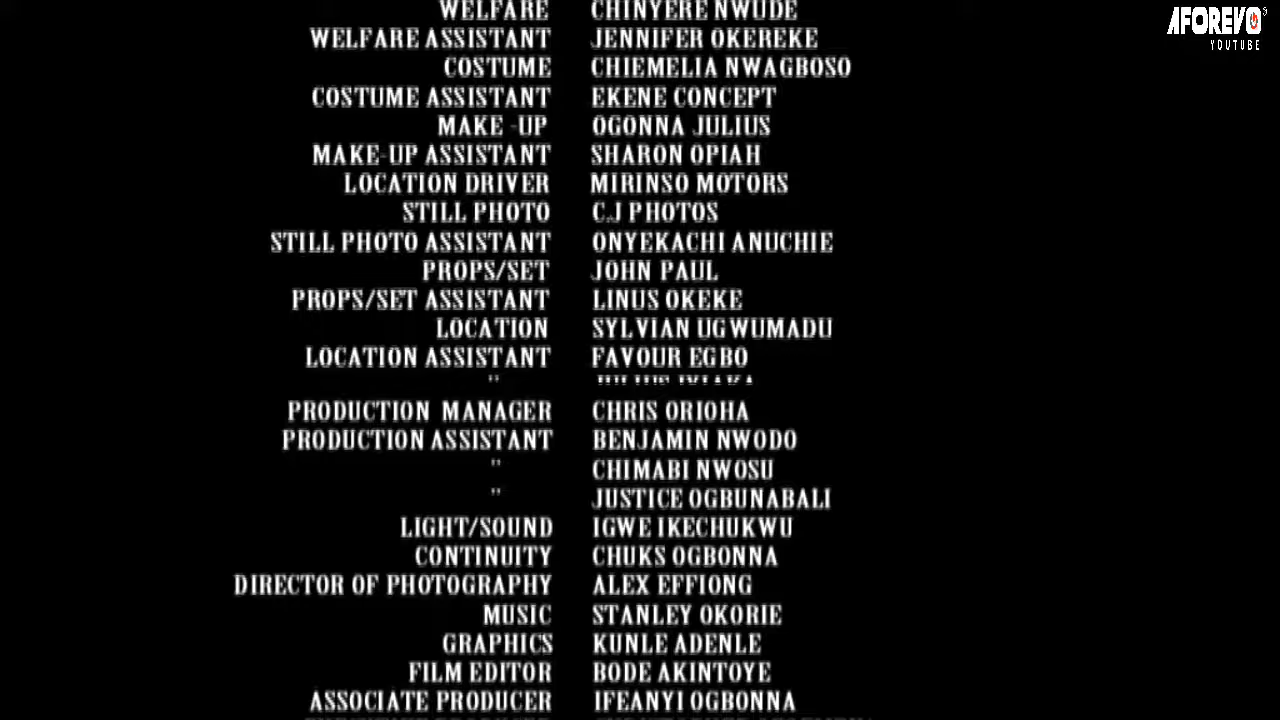 AFOREVO
YOUTUBE
WELFARE CHINYERE NWUDE
WELFARE ASSISTANT JENNIFER OKEREKE
COSTUME CHIEMELIA NWAGBOSO
COSTUME ASSISTANT EKENE CONCEPT
MAKE -UP OGONNA JULIUS
MAKE-UP ASSISTANT SHARON OPIAH
LOCATION DRIVER MIRINSO MOTORS
STILL PHOTO C.J PHOTOS
STILL PHOTO ASSISTANT ONYEKACHI ANUCHIE
PROPS/SET JOHN PAUL
PROPS/SET ASSISTANT LINUS OKEKE
LOCATION SYLVIAN UGWUMADU
LOCATION ASSISTANT FAVOUR EGBO
"
PRODUCTION MANAGER CHRIS ORIOHA
PRODUCTION ASSISTANT BENJAMIN NWODO
" CHIMABI NWOSU
" JUSTICE OGBUNABALI
LIGHT/SOUND IGWE IKECHUKWU
CONTINUITY CHUKS OGBONNA
DIRECTOR OF PHOTOGRAPHY ALEX EFFIONG
MUSIC STANLEY OKORIE
GRAPHICS KUNLE ADENLE
FILM EDITOR BODE AKINTOYE
ASSOCIATE PRODUCER IFEANYI OGBONNA